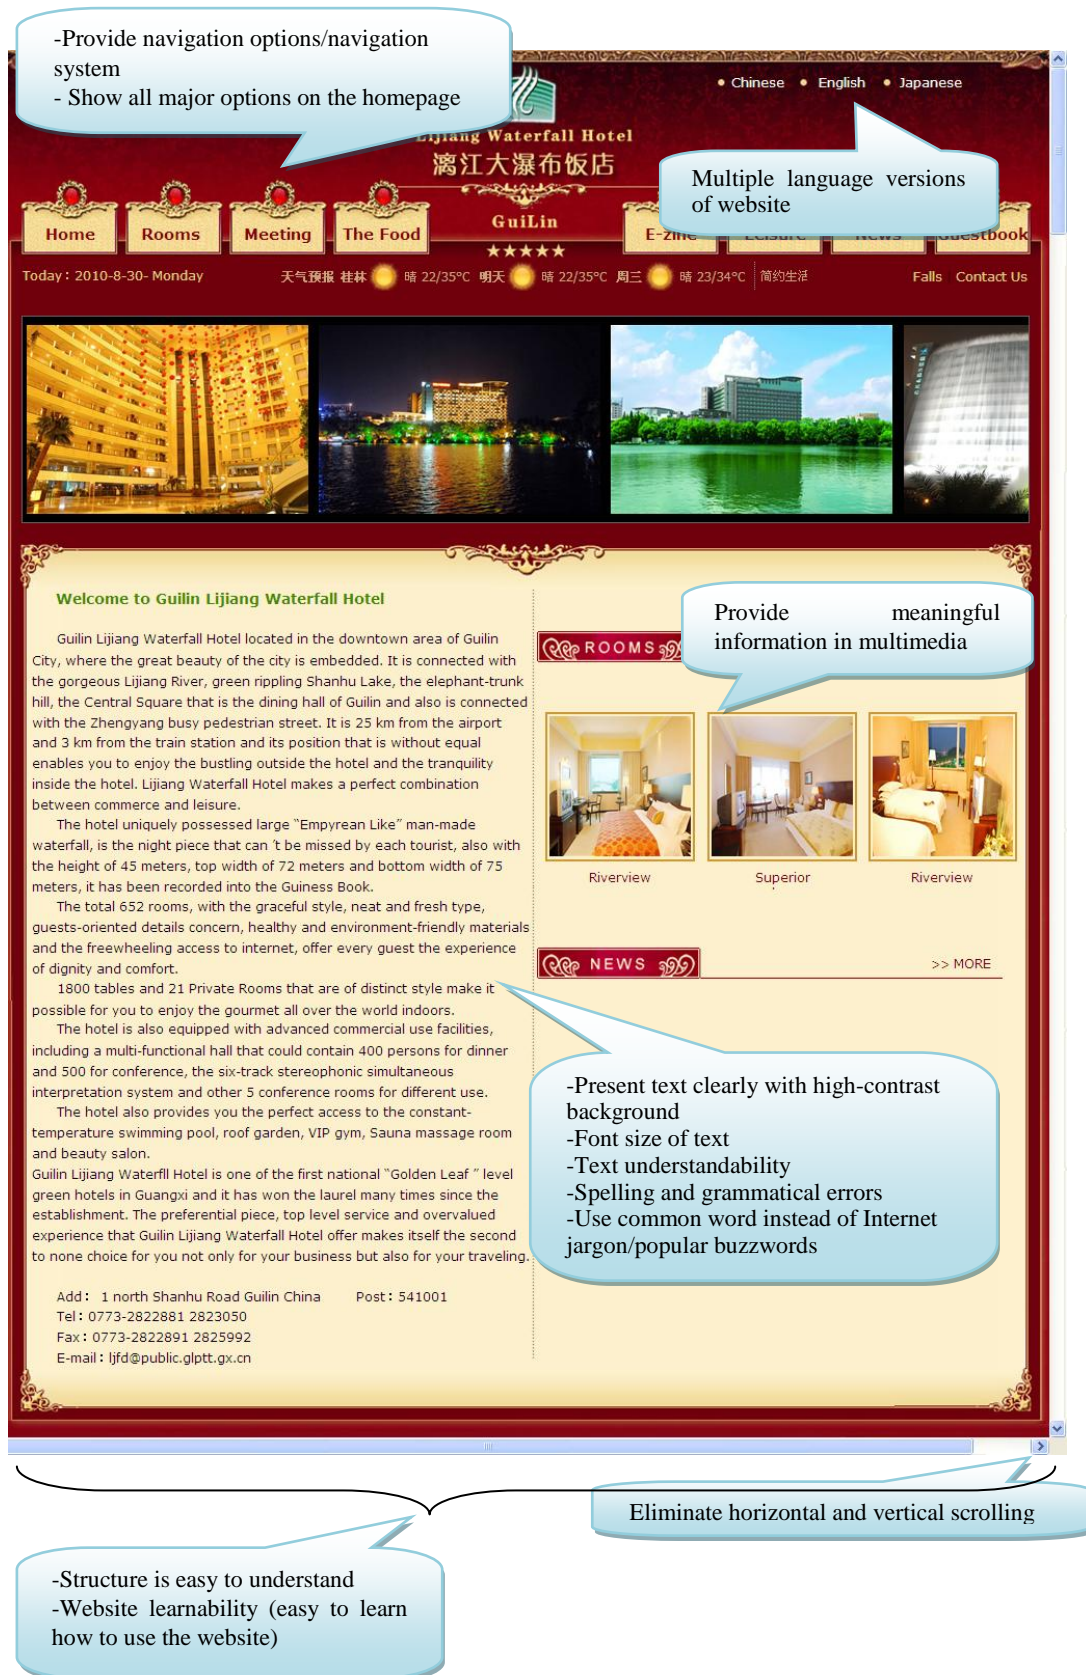 -Provide navigation options/navigation
system
- Show all major options on the homepage
Chinese English Japanese
Lijiang Waterfall Hotel
漓江大瀑布饭店
Multiple language versions
of website
GuiLin
Home Rooms Meeting The Food E-zine Leisure News Guestbook
Today：2010-8-30- Monday 天气预报 桂林 晴 22/35°C 明天 晴 22/35°C 周三 晴 23/34°C 简约生活 Falls Contact Us
Welcome to Guilin Lijiang Waterfall Hotel
Guilin Lijiang Waterfall Hotel located in the downtown area of Guilin
City, where the great beauty of the city is embedded. It is connected with
the gorgeous Lijiang River, green rippling Shanhu Lake, the elephant-trunk
hill, the Central Square that is the dining hall of Guilin and also is connected
with the Zhengyang busy pedestrian street. It is 25 km from the airport
and 3 km from the train station and its position that is without equal
enables you to enjoy the bustling outside the hotel and the tranquility
inside the hotel. Lijiang Waterfall Hotel makes a perfect combination
between commerce and leisure.
The hotel uniquely possessed large “Empyrean Like” man-made
waterfall, is the night piece that can ’t be missed by each tourist, also with
the height of 45 meters, top width of 72 meters and bottom width of 75
meters, it has been recorded into the Guiness Book.
The total 652 rooms, with the graceful style, neat and fresh type,
guests-oriented details concern, healthy and environment-friendly materials
and the freewheeling access to internet, offer every guest the experience
of dignity and comfort.
1800 tables and 21 Private Rooms that are of distinct style make it
possible for you to enjoy the gourmet all over the world indoors.
The hotel is also equipped with advanced commercial use facilities,
including a multi-functional hall that could contain 400 persons for dinner
and 500 for conference, the six-track stereophonic simultaneous
interpretation system and other 5 conference rooms for different use.
The hotel also provides you the perfect access to the constant-
temperature swimming pool, roof garden, VIP gym, Sauna massage room
and beauty salon.
Guilin Lijiang Waterfll Hotel is one of the first national “Golden Leaf ” level
green hotels in Guangxi and it has won the laurel many times since the
establishment. The preferential piece, top level service and overvalued
experience that Guilin Lijiang Waterfall Hotel offer makes itself the second
to none choice for you not only for your business but also for your traveling.
Add： 1 north Shanhu Road Guilin China Post：541001
Tel：0773-2822881 2823050
Fax：0773-2822891 2825992
E-mail：ljfd@public.glptt.gx.cn
Provide meaningful
information in multimedia
ROOMS
Riverview Superior Riverview
NEWS >> MORE
-Present text clearly with high-contrast
background
-Font size of text
-Text understandability
-Spelling and grammatical errors
-Use common word instead of Internet
jargon/popular buzzwords
Eliminate horizontal and vertical scrolling
-Structure is easy to understand
-Website learnability (easy to learn
how to use the website)